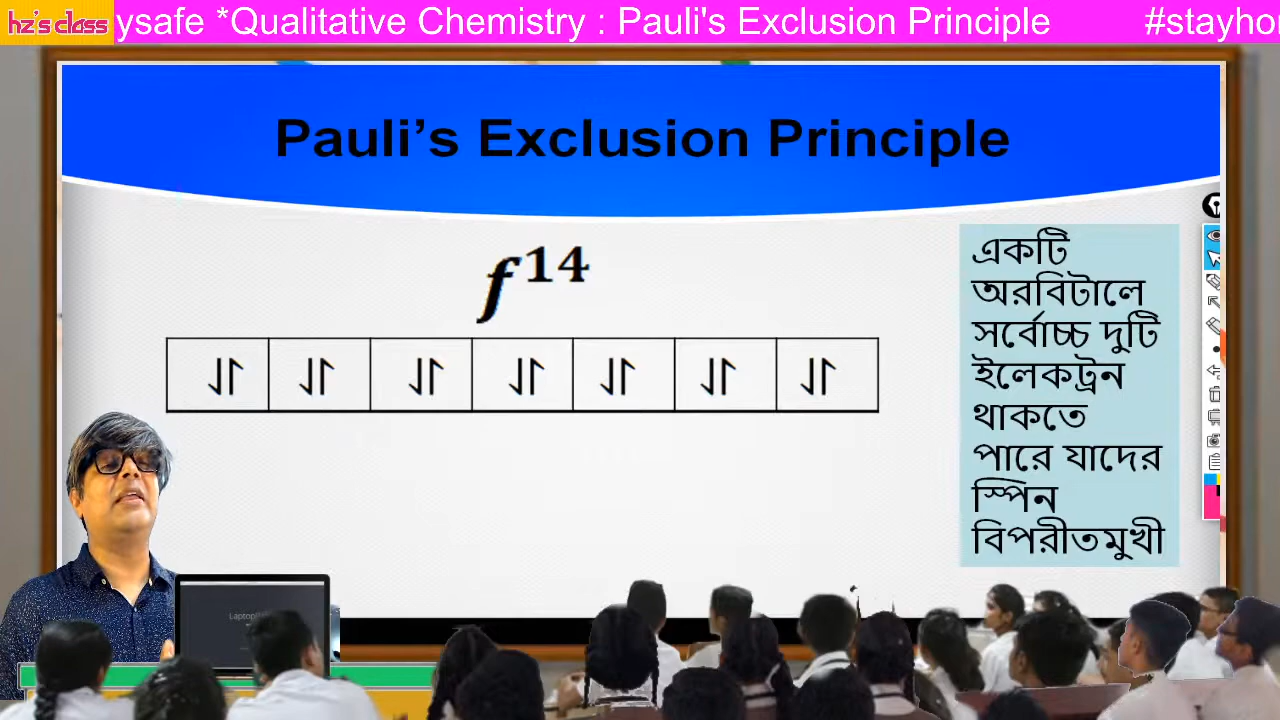 hz's class
ysafe *Qualitative Chemistry : Pauli's Exclusion Principle #stayho
Pauli’s Exclusion Principle
f¹⁴
⇃↾ ⇃↾ ⇃↾ ⇃↾ ⇃↾ ⇃↾ ⇃↾
একটি
অরবিটালে
সর্বোচ্চ দুটি
ইলেকট্রন
থাকতে
পারে যাদের
স্পিন
বিপরীতমুখী